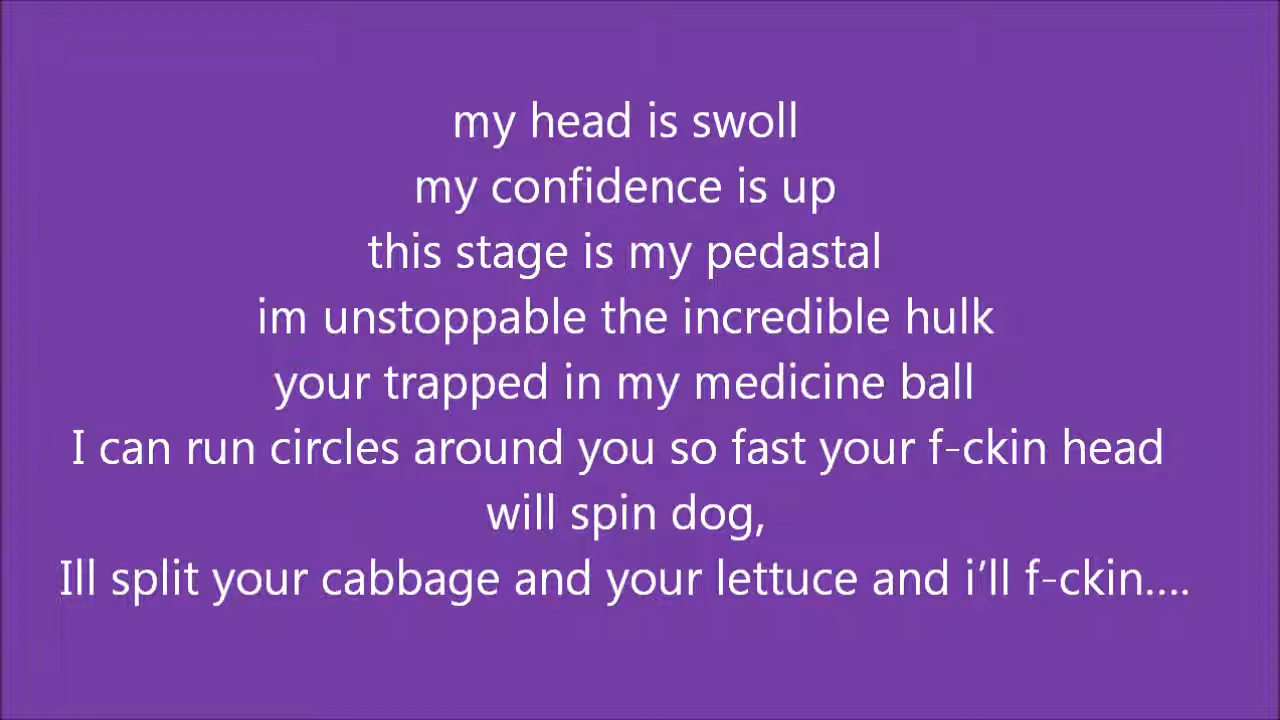 my head is swoll
my confidence is up
this stage is my pedastal
im unstoppable the incredible hulk
your trapped in my medicine ball
I can run circles around you so fast your f-ckin head
will spin dog,
Ill split your cabbage and your lettuce and i’ll f-ckin….